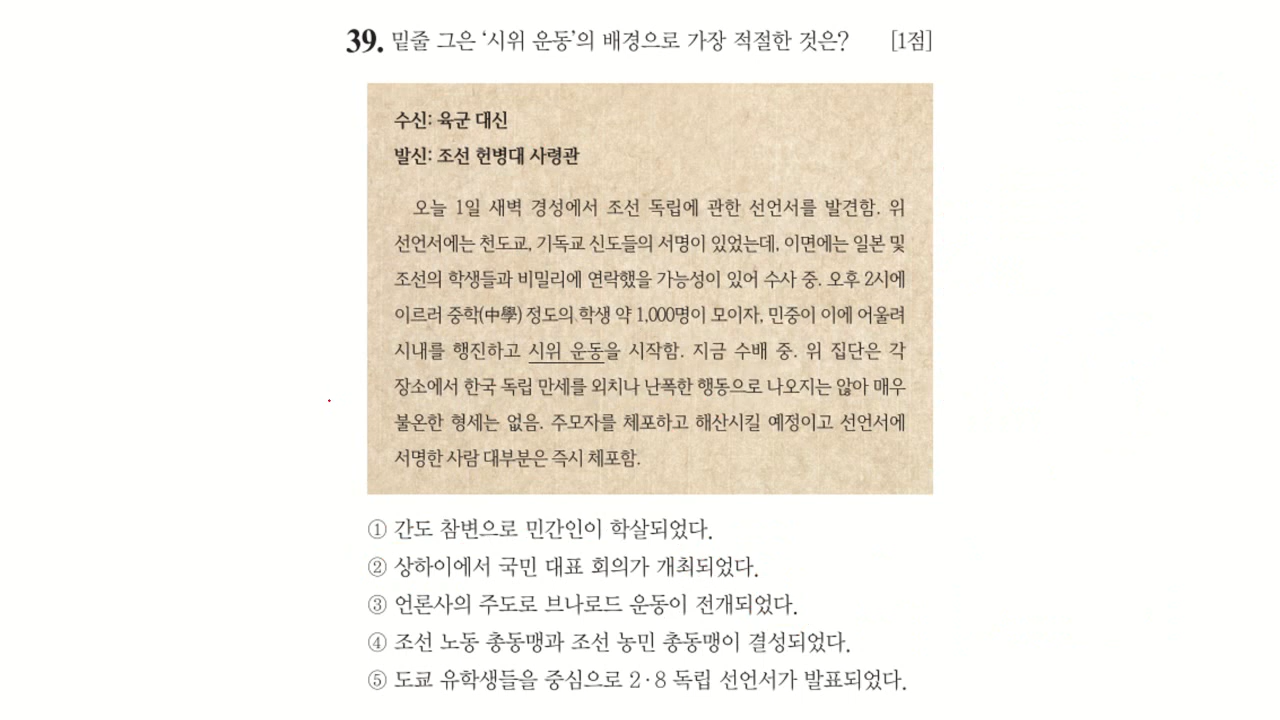 39. 밑줄 그은 ‘시위 운동’의 배경으로 가장 적절한 것은? [1점]
수신: 육군 대신
발신: 조선 헌병대 사령관
오늘 1일 새벽 경성에서 조선 독립에 관한 선언서를 발견함. 위
선언서에는 천도교, 기독교 신도들의 서명이 있었는데, 이면에는 일본 및
조선의 학생들과 비밀리에 연락했을 가능성이 있어 수사 중. 오후 2시에
이르러 중학(中學) 정도의 학생 약 1,000명이 모이자, 민중이 이에 어울려
시내를 행진하고 시위 운동을 시작함. 지금 수배 중. 위 집단은 각
장소에서 한국 독립 만세를 외치나 난폭한 행동으로 나오지는 않아 매우
불온한 형세는 없음. 주모자를 체포하고 해산시킬 예정이고 선언서에
서명한 사람 대부분은 즉시 체포함.
① 간도 참변으로 민간인이 학살되었다.
② 상하이에서 국민 대표 회의가 개최되었다.
③ 언론사의 주도로 브나로드 운동이 전개되었다.
④ 조선 노동 총동맹과 조선 농민 총동맹이 결성되었다.
⑤ 도쿄 유학생들을 중심으로 2·8 독립 선언서가 발표되었다.